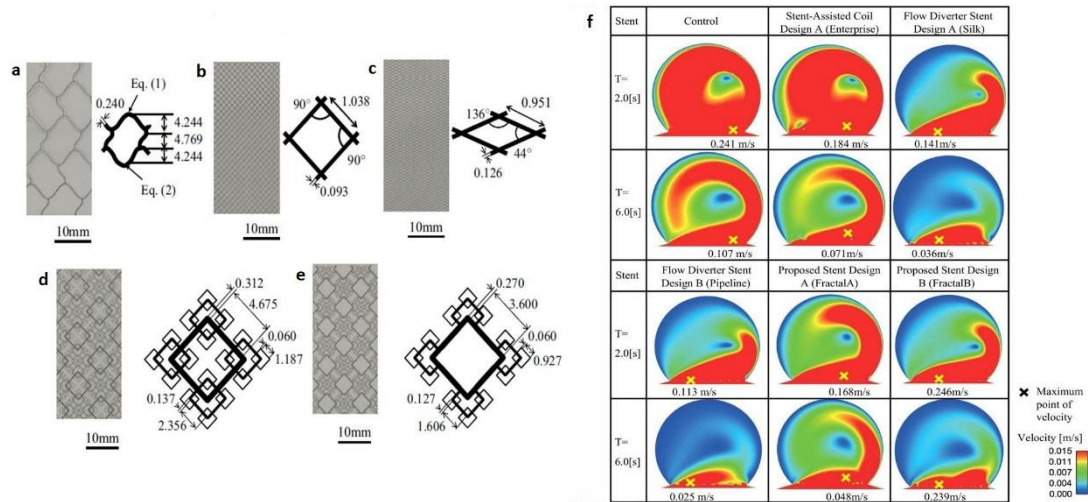 a
Eq. (1)
0.240
4.244
4.769
4.244
Eq. (2)
10mm
b
90°
1.038
90°
0.093
10mm
c
136°
0.951
44°
0.126
10mm
d
0.312
4.675
0.060
1.187
0.137
2.356
10mm
e
0.270
3.600
0.060
0.927
0.127
1.606
10mm
f
Stent
Control
Stent-Assisted Coil
Design A (Enterprise)
Flow Diverter Stent
Design A (Silk)
T=
2.0[s]
0.241 m/s
0.184 m/s
0.141m/s
T=
6.0[s]
0.107 m/s
0.071m/s
0.036m/s
Stent
Flow Diverter Stent
Design B (Pipeline)
Proposed Stent Design
A (FractalA)
Proposed Stent Design
B (FractalB)
T=
2.0[s]
0.113 m/s
0.168m/s
0.246m/s
T=
6.0[s]
0.025 m/s
0.048m/s
0.239m/s
Maximum
point of
velocity
Velocity [m/s]
0.015
0.011
0.007
0.004
0.000